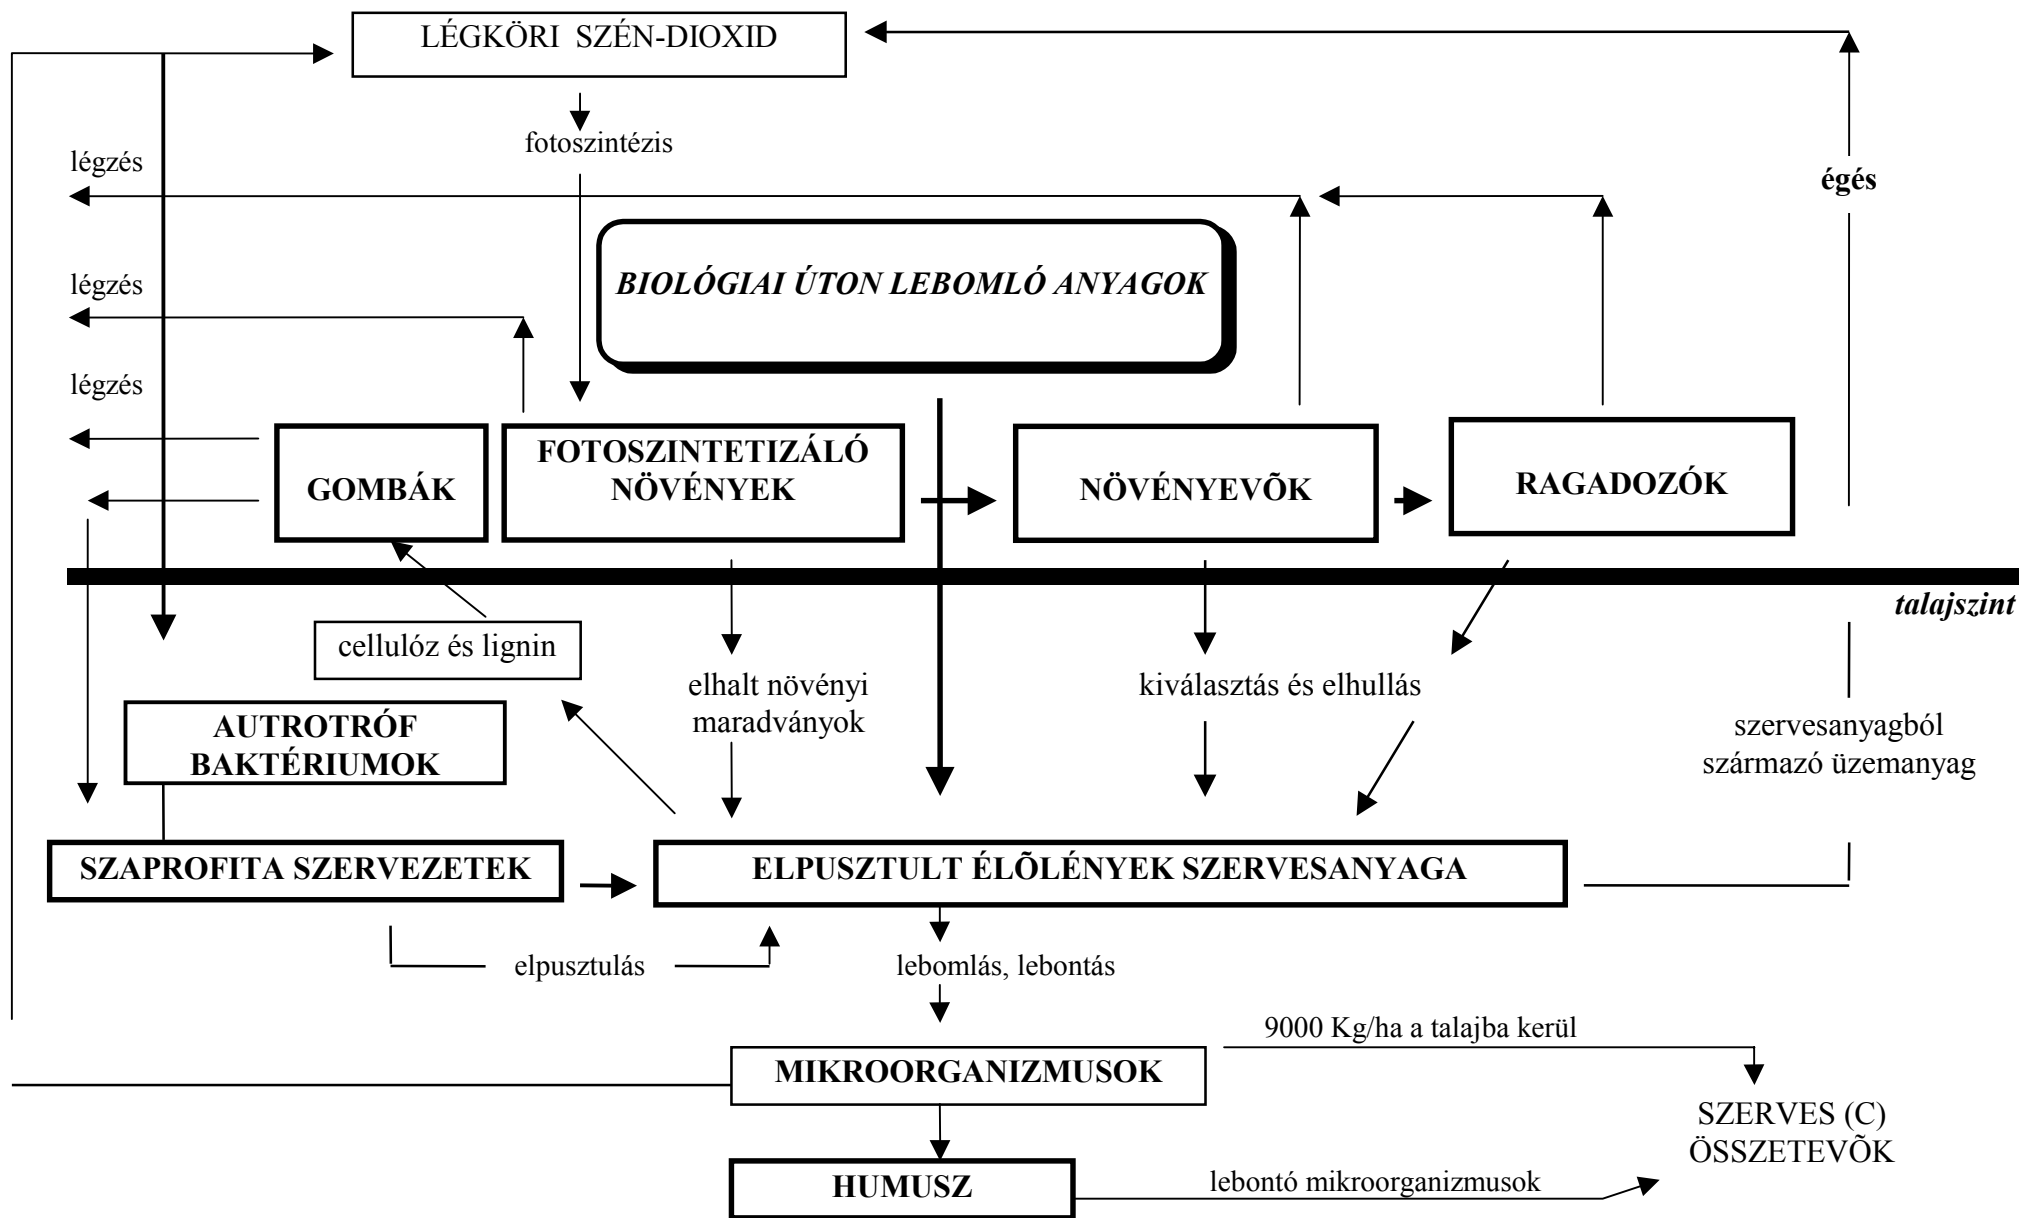 LÉGKÖRI SZÉN-DIOXID
fotoszintézis
légzés
égés
BIOLÓGIAI ÚTON LEBOMLÓ ANYAGOK
légzés
légzés
GOMBÁK
FOTOSZINTETIZÁLÓ
NÖVÉNYEK
NÖVÉNYEVÕK
RAGADOZÓK
talajszint
cellulóz és lignin
elhalt növényi
maradványok
kiválasztás és elhullás
AUTROTRÓF
BAKTÉRIUMOK
szervesanyagból
származó üzemanyag
SZAPROFITA SZERVEZETEK
ELPUSZTULT ÉLÕLÉNYEK SZERVESANYAGA
elpusztulás
lebomlás, lebontás
9000 Kg/ha a talajba kerül
MIKROORGANIZMUSOK
SZERVES (C)
ÖSSZETEVÕK
HUMUSZ
lebontó mikroorganizmusok